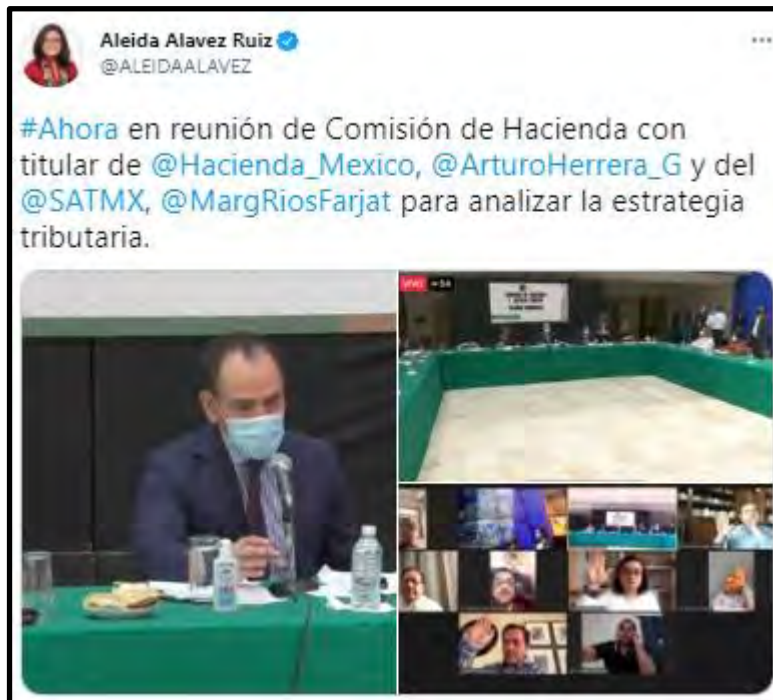 Aleida Alavez Ruiz
@ALEIDAALAVEZ
#Ahora en reunión de Comisión de Hacienda con
titular de @Hacienda_Mexico, @ArturoHerrera_G y del
@SATMX, @MargRiosFarjat para analizar la estrategia
tributaria.